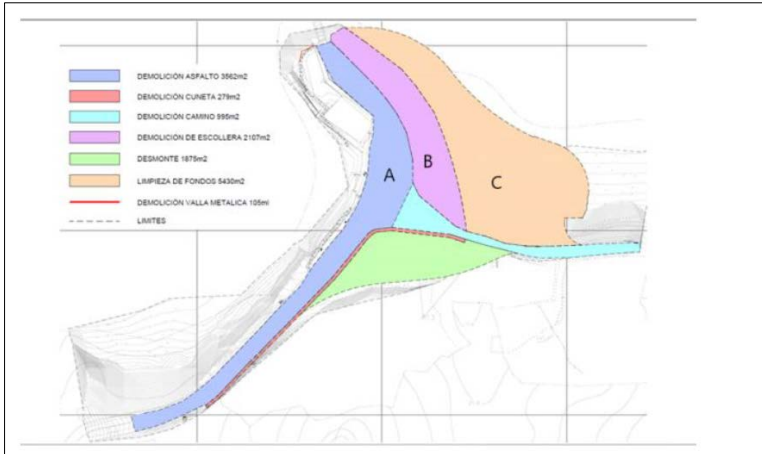 DEMOLICIÓN ASFALTO 3562m2
DEMOLICIÓN CUNETA 279m2
DEMOLICIÓN CAMINO 995m2
DEMOLICIÓN DE ESCOLLERA 2107m2
DESMONTE 1875m2
LIMPIEZA DE FONDOS 5430m2
DEMOLICIÓN VALLA METALICA 105ml
LIMITES
A
B
C